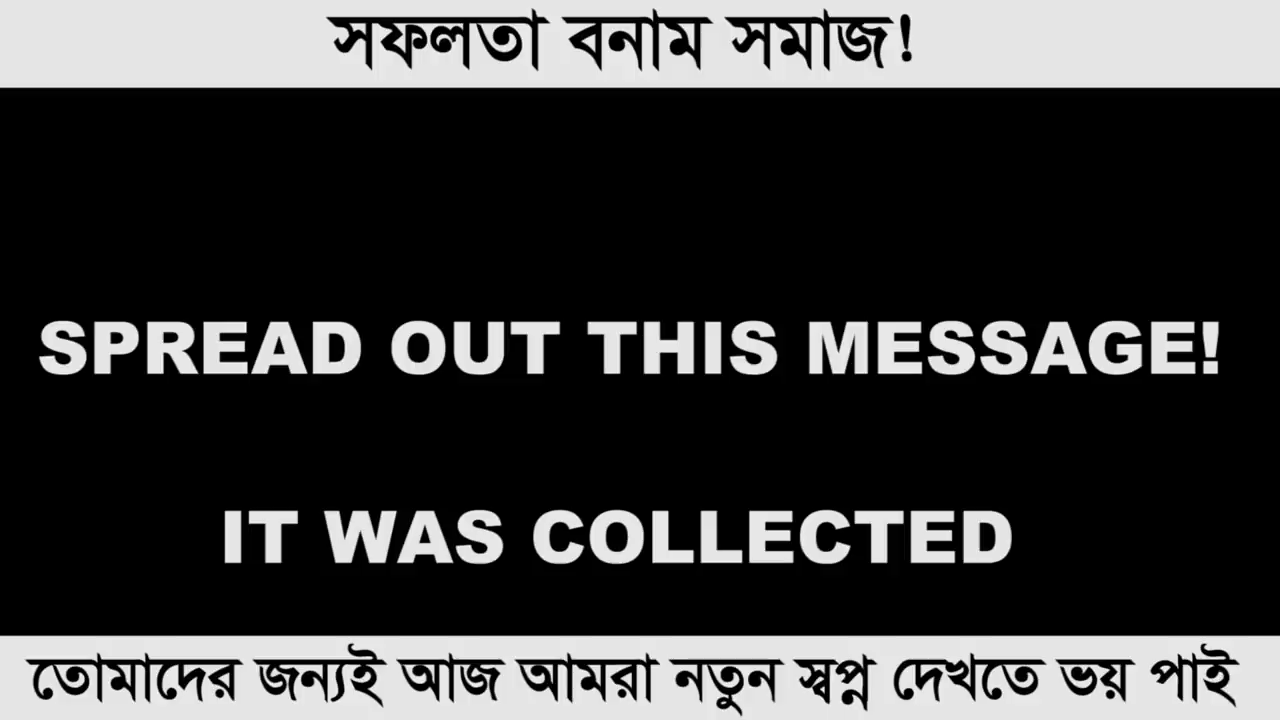 সফলতা বনাম সমাজ!
SPREAD OUT THIS MESSAGE!
IT WAS COLLECTED
তোমাদের জন্যই আজ আমরা নতুন স্বপ্ন দেখতে ভয় পাই